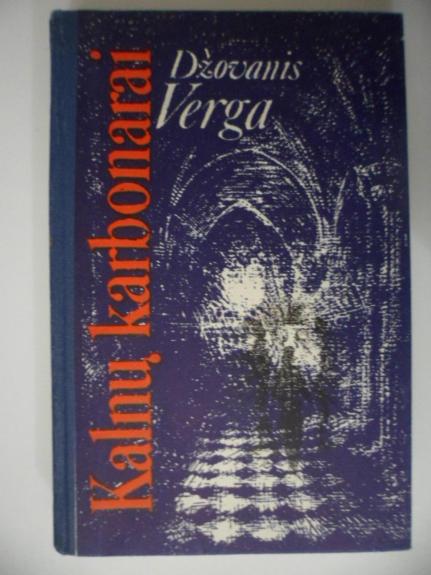 Džovanis
Verga
Kalnų karbonarai